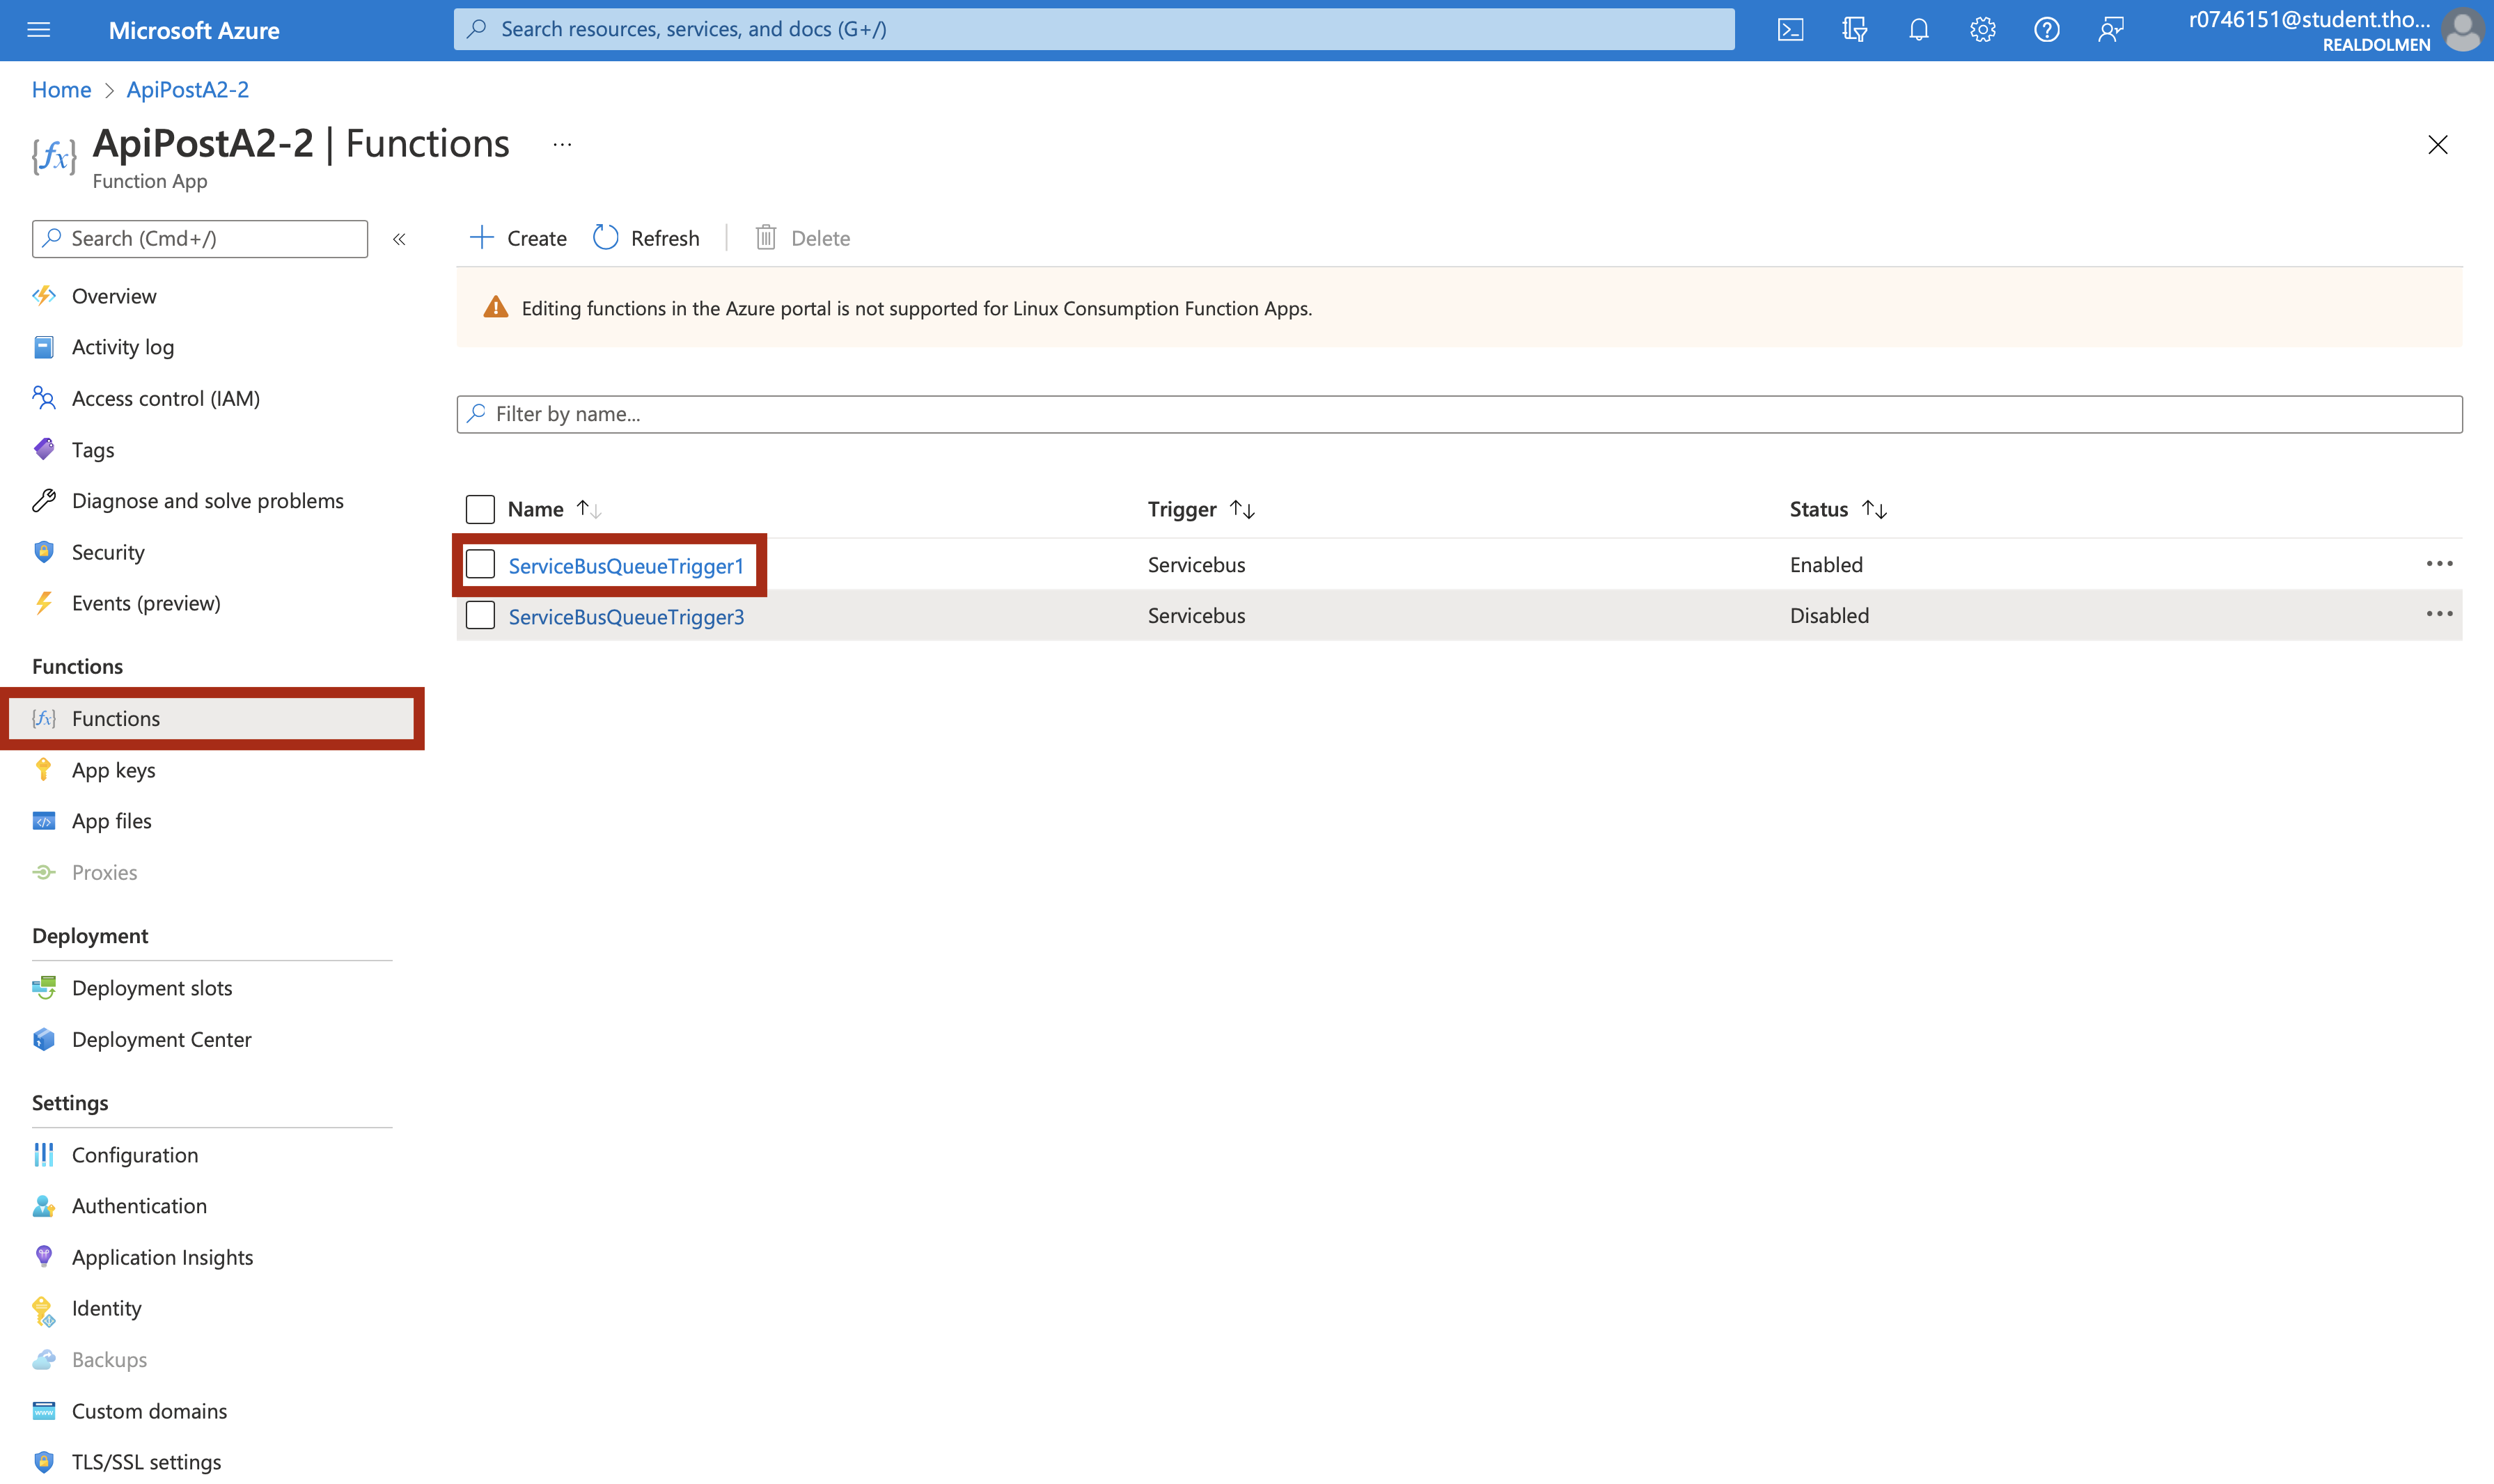 Microsoft Azure
Search resources, services, and docs (G+/)
r0746151@student.tho...
REALDOLMEN
Home > ApiPostA2-2
{fx}
ApiPostA2-2 | Functions ...
Function App
Search (Cmd+/)
«
Create
Refresh
Delete
Editing functions in the Azure portal is not supported for Linux Consumption Function Apps.
Filter by name...
Name
Trigger
Status
ServiceBusQueueTrigger1
Servicebus
Enabled
...
ServiceBusQueueTrigger3
Servicebus
Disabled
...
Overview
Activity log
Access control (IAM)
Tags
Diagnose and solve problems
Security
Events (preview)
Functions
{fx} Functions
App keys
App files
Proxies
Deployment
Deployment slots
Deployment Center
Settings
Configuration
Authentication
Application Insights
Identity
Backups
Custom domains
TLS/SSL settings